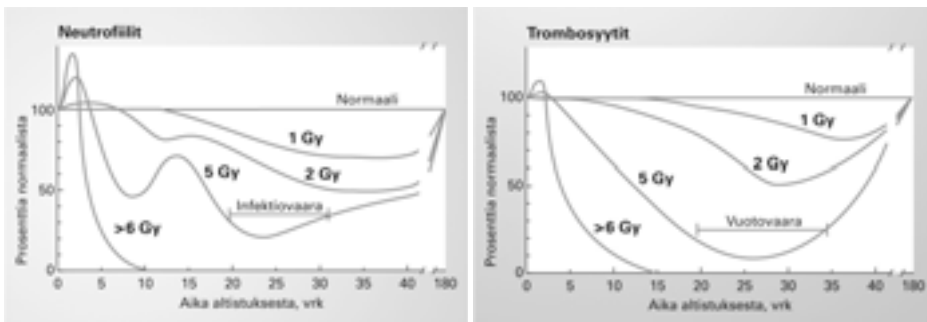 Neutrofiilit
Prosenttia normaalista
100
50
0
Normaali
1 Gy
2 Gy
5 Gy
Infektiovaara
>6 Gy
0 5 10 15 20 25 30 35 40 180
Aika altistuksesta, vrk
Trombosyytit
Prosenttia normaalista
100
50
0
Normaali
1 Gy
2 Gy
5 Gy
Vuotovaara
>6 Gy
0 5 10 15 20 25 30 35 40 180
Aika altistuksesta, vrk